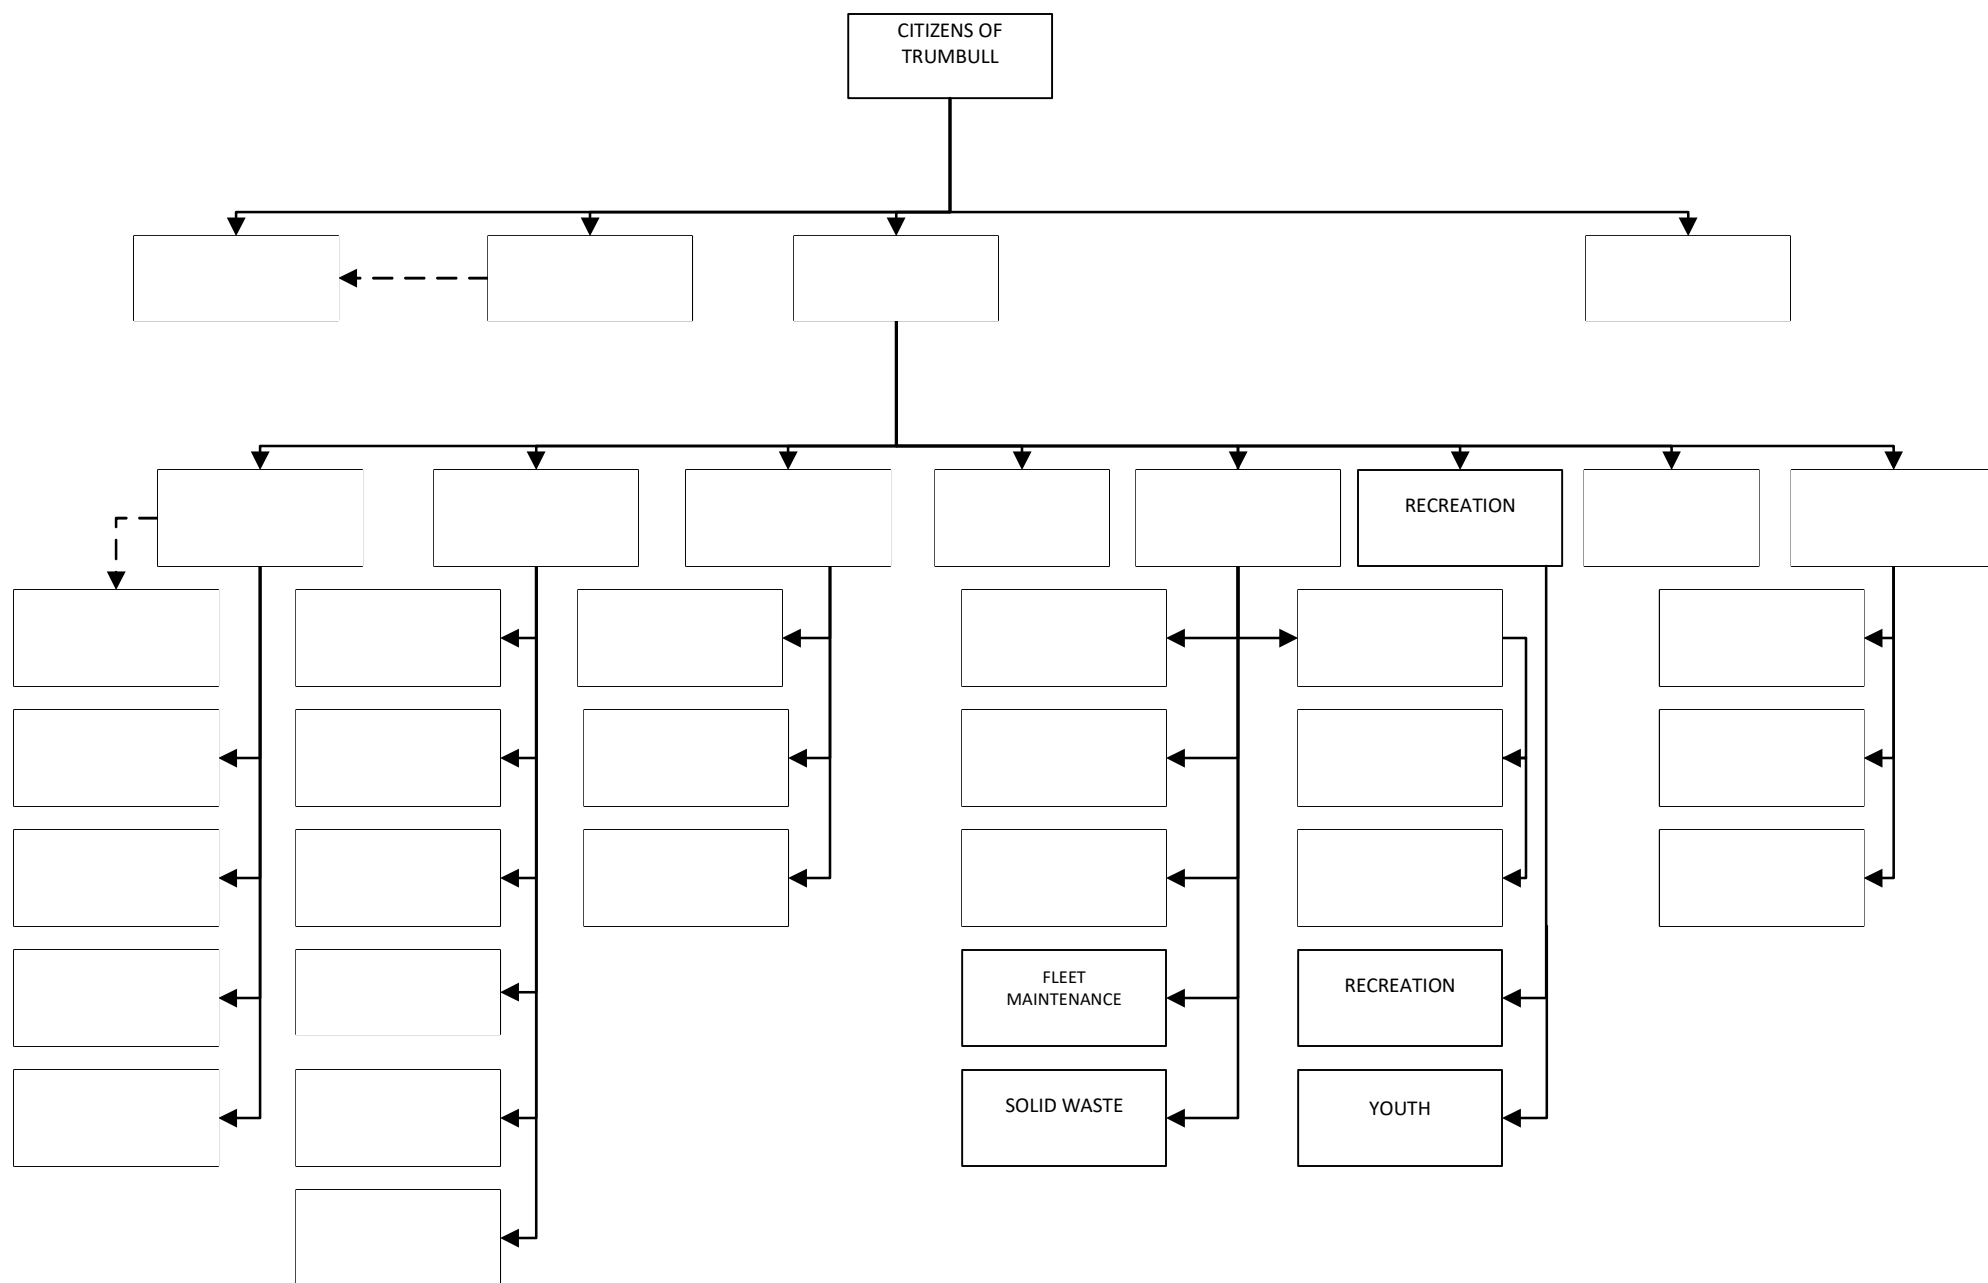 CITIZENS OF
TRUMBULL
RECREATION
FLEET
MAINTENANCE
RECREATION
SOLID WASTE
YOUTH